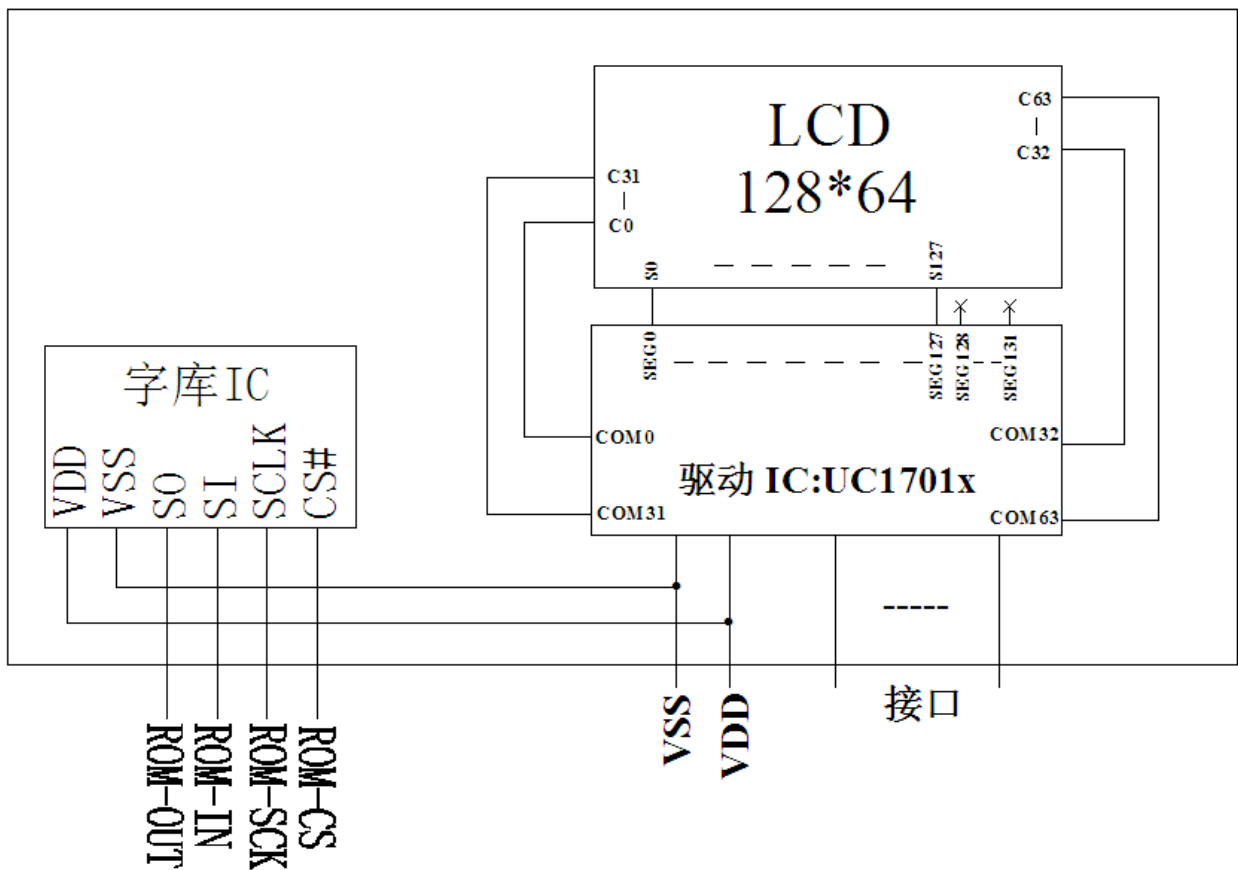 LCD
128*64
C63
C32
C31
C0
S0
S127
SEG0
SEG127
SEG128
SEG131
COM0
COM32
驱动 IC:UC1701x
COM31
COM63
字库IC
VDD
VSS
SO
SI
SCLK
CS#
-----
接口
VSS
VDD
ROM-OUT
ROM-IN
ROM-SCK
ROM-CS